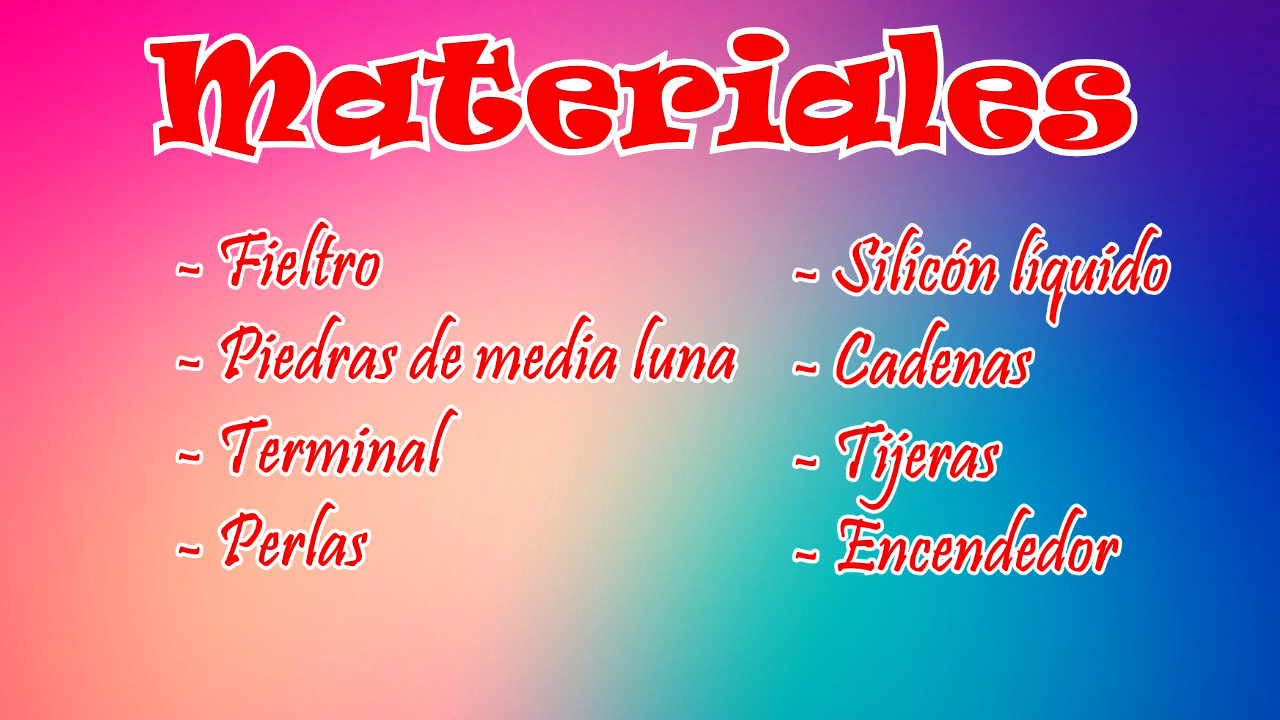 Materiales
- Fieltro
- Piedras de media luna
- Terminal
- Perlas
- Silicón líquido
- Cadenas
- Tijeras
- Encendedor